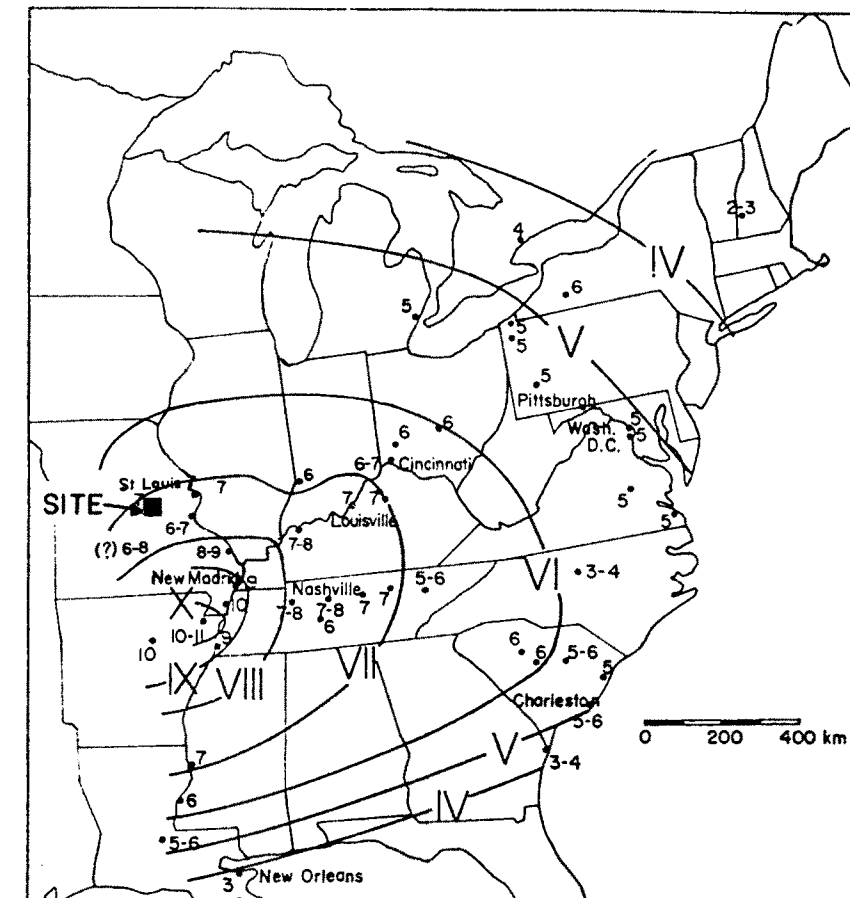 2-3
4
IV
6
5
5
5
V
5
Pittsburgh
5
Wash.
5
D.C.
6
6
6-7
Cincinnati
6
St Louis
7
7
7
SITE
Louisville
6-7
7-8
5
5
(?) 6-8
8-9
New Madrid
VI
3-4
5-6
Nashville
7
7
X
10
7-8
7-8
6
10-11
9
10
6
6
5-6
5
IX
VIII
VII
Charleston
5-6
0 200 400 km
V
3-4
7
6
IV
5-6
3
New Orleans